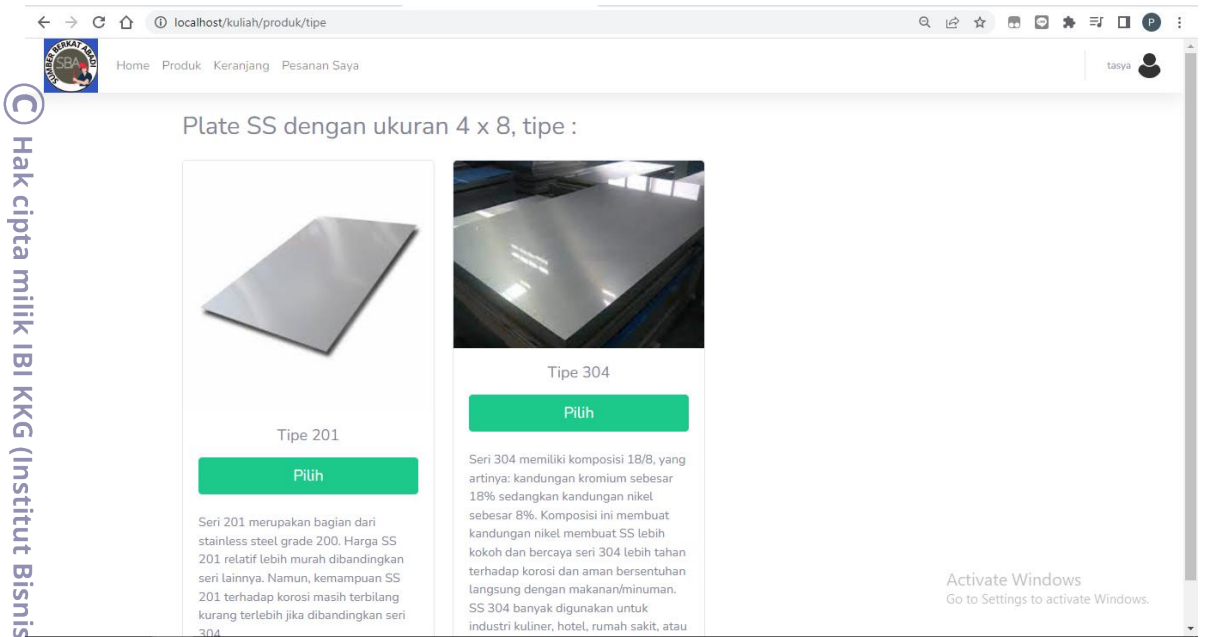 localhost/kuliah/produk/tipe
P
SUMBER BERKAT ABADI
SBA
Home Produk Keranjang Pesanan Saya
tasya
© Hak cipta milik IBI KKG (Institut Bisnis
Plate SS dengan ukuran 4 x 8, tipe :
Tipe 201
Pilih
Seri 201 merupakan bagian dari
stainless steel grade 200. Harga SS
201 relatif lebih murah dibandingkan
seri lainnya. Namun, kemampuan SS
201 terhadap korosi masih terbilang
kurang terlebih jika dibandingkan seri
304
Tipe 304
Pilih
Seri 304 memiliki komposisi 18/8, yang
artinya: kandungan kromium sebesar
18% sedangkan kandungan nikel
sebesar 8%. Komposisi ini membuat
kandungan nikel membuat SS lebih
kokoh dan bercaya seri 304 lebih tahan
terhadap korosi dan aman bersentuhan
langsung dengan makanan/minuman.
SS 304 banyak digunakan untuk
industri kuliner, hotel, rumah sakit, atau
Activate Windows
Go to Settings to activate Windows.